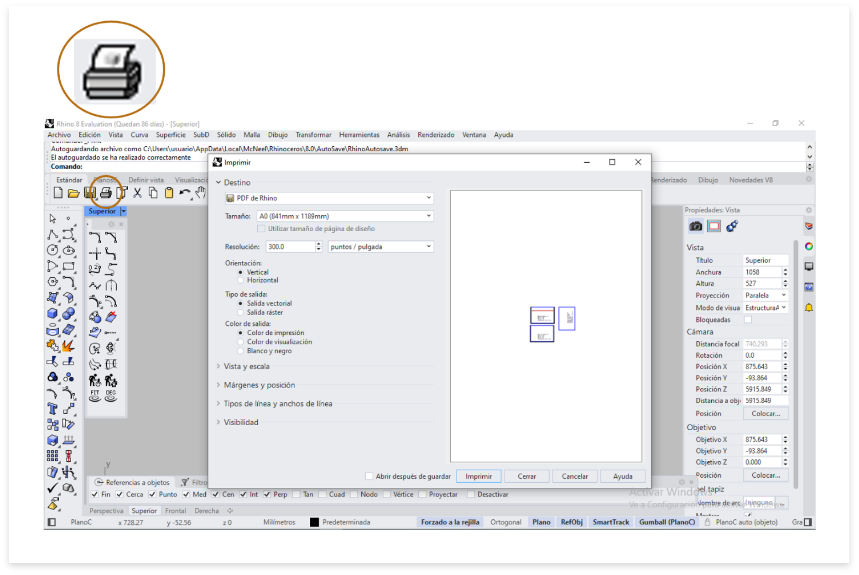 Rhino 8 Evaluation (Quedan 86 días) - [Superior]
Archivo Edición Vista Curva Superficie SubD Sólido Malla Dibujo Transformar Herramientas Análisis Renderizado Ventana Ayuda
Autoguardando archivo como C:\Users\usuario\AppData\Local\McNeel\Rhinoceros\8.0\AutoSave\RhinoAutosave.3dm
El autoguardado se ha realizado correctamente
Comando:
Estándar Planos Definir vista Visualizació
Renderizado Dibujo Novedades V8
Superior
Imprimir
Destino
PDF de Rhino
Tamaño: A0 (841mm x 1189mm)
Utilizar tamaño de página de diseño
Resolución: 300.0 puntos / pulgada
Orientación:
Vertical
Horizontal
Tipo de salida:
Salida vectorial
Salida ráster
Color de salida:
Color de impresión
Color de visualización
Blanco y negro
Vista y escala
Márgenes y posición
Tipos de línea y anchos de línea
Visibilidad
Abrir después de guardar Imprimir Cerrar Cancelar Ayuda
Propiedades: Vista
Vista
Título Superior
Anchura 1058
Altura 527
Proyección Paralela
Modo de visua EstructuraA
Bloqueadas
Cámara
Distancia focal 740.293
Rotación 0.0
Posición X 875.643
Posición Y -93.864
Posición Z 5915.849
Distancia a obj 5915.849
Posición Colocar...
Objetivo
Objetivo X 875.643
Objetivo Y -93.864
Objetivo Z 0.000
Posición Colocar...
pel tapiz
Nombre de arc (ninguno)
Mostrar
y
Referencias a objetos Filtro
Fin Cerca Punto Med Cen Int Perp Tan Cuad Nodo Vértice Proyectar Desactivar
Activar Windows
Ve a Configuración
Perspectiva Superior Frontal Derecha
PlanoC x 728.27 y -52.56 z 0 Milímetros Predeterminada Forzado a la rejilla Ortogonal Plano RefObj SmartTrack Gumball (PlanoC) PlanoC auto (objeto) Gra